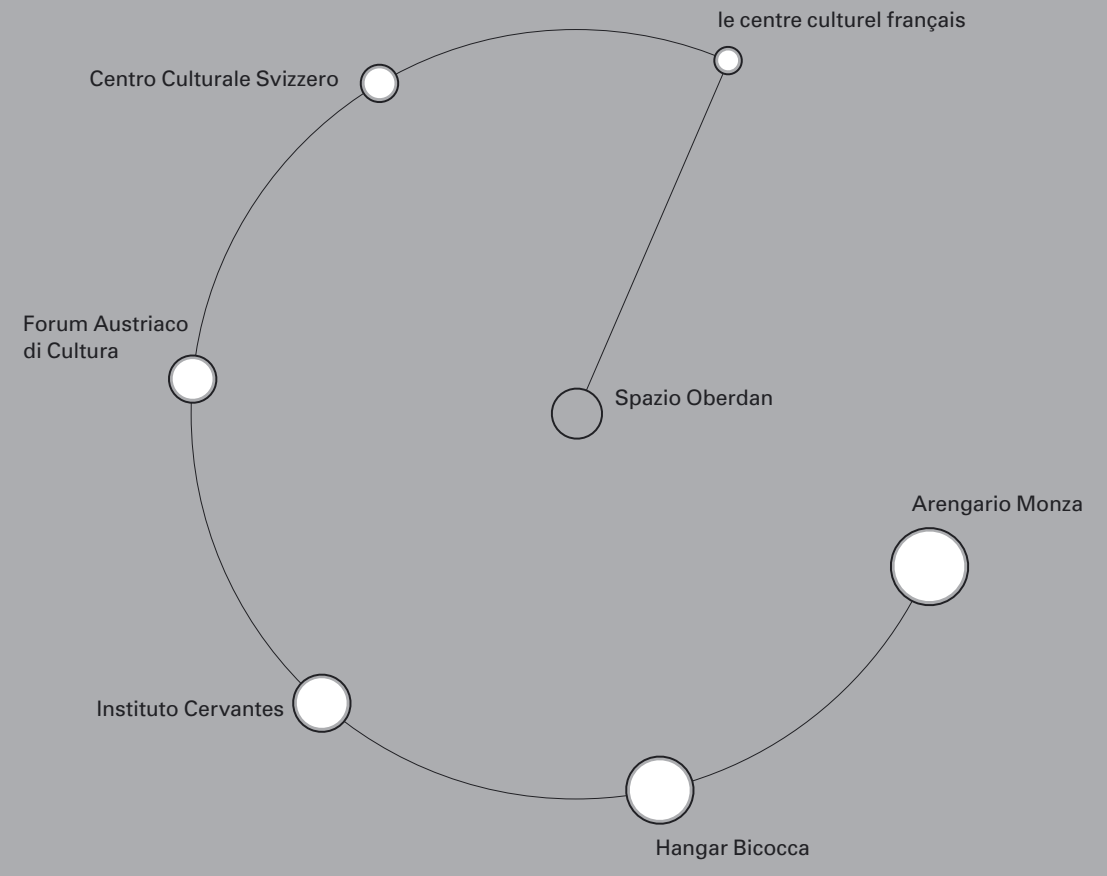 le centre culturel français
Centro Culturale Svizzero
Forum Austriaco
di Cultura
Spazio Oberdan
Arengario Monza
Instituto Cervantes
Hangar Bicocca